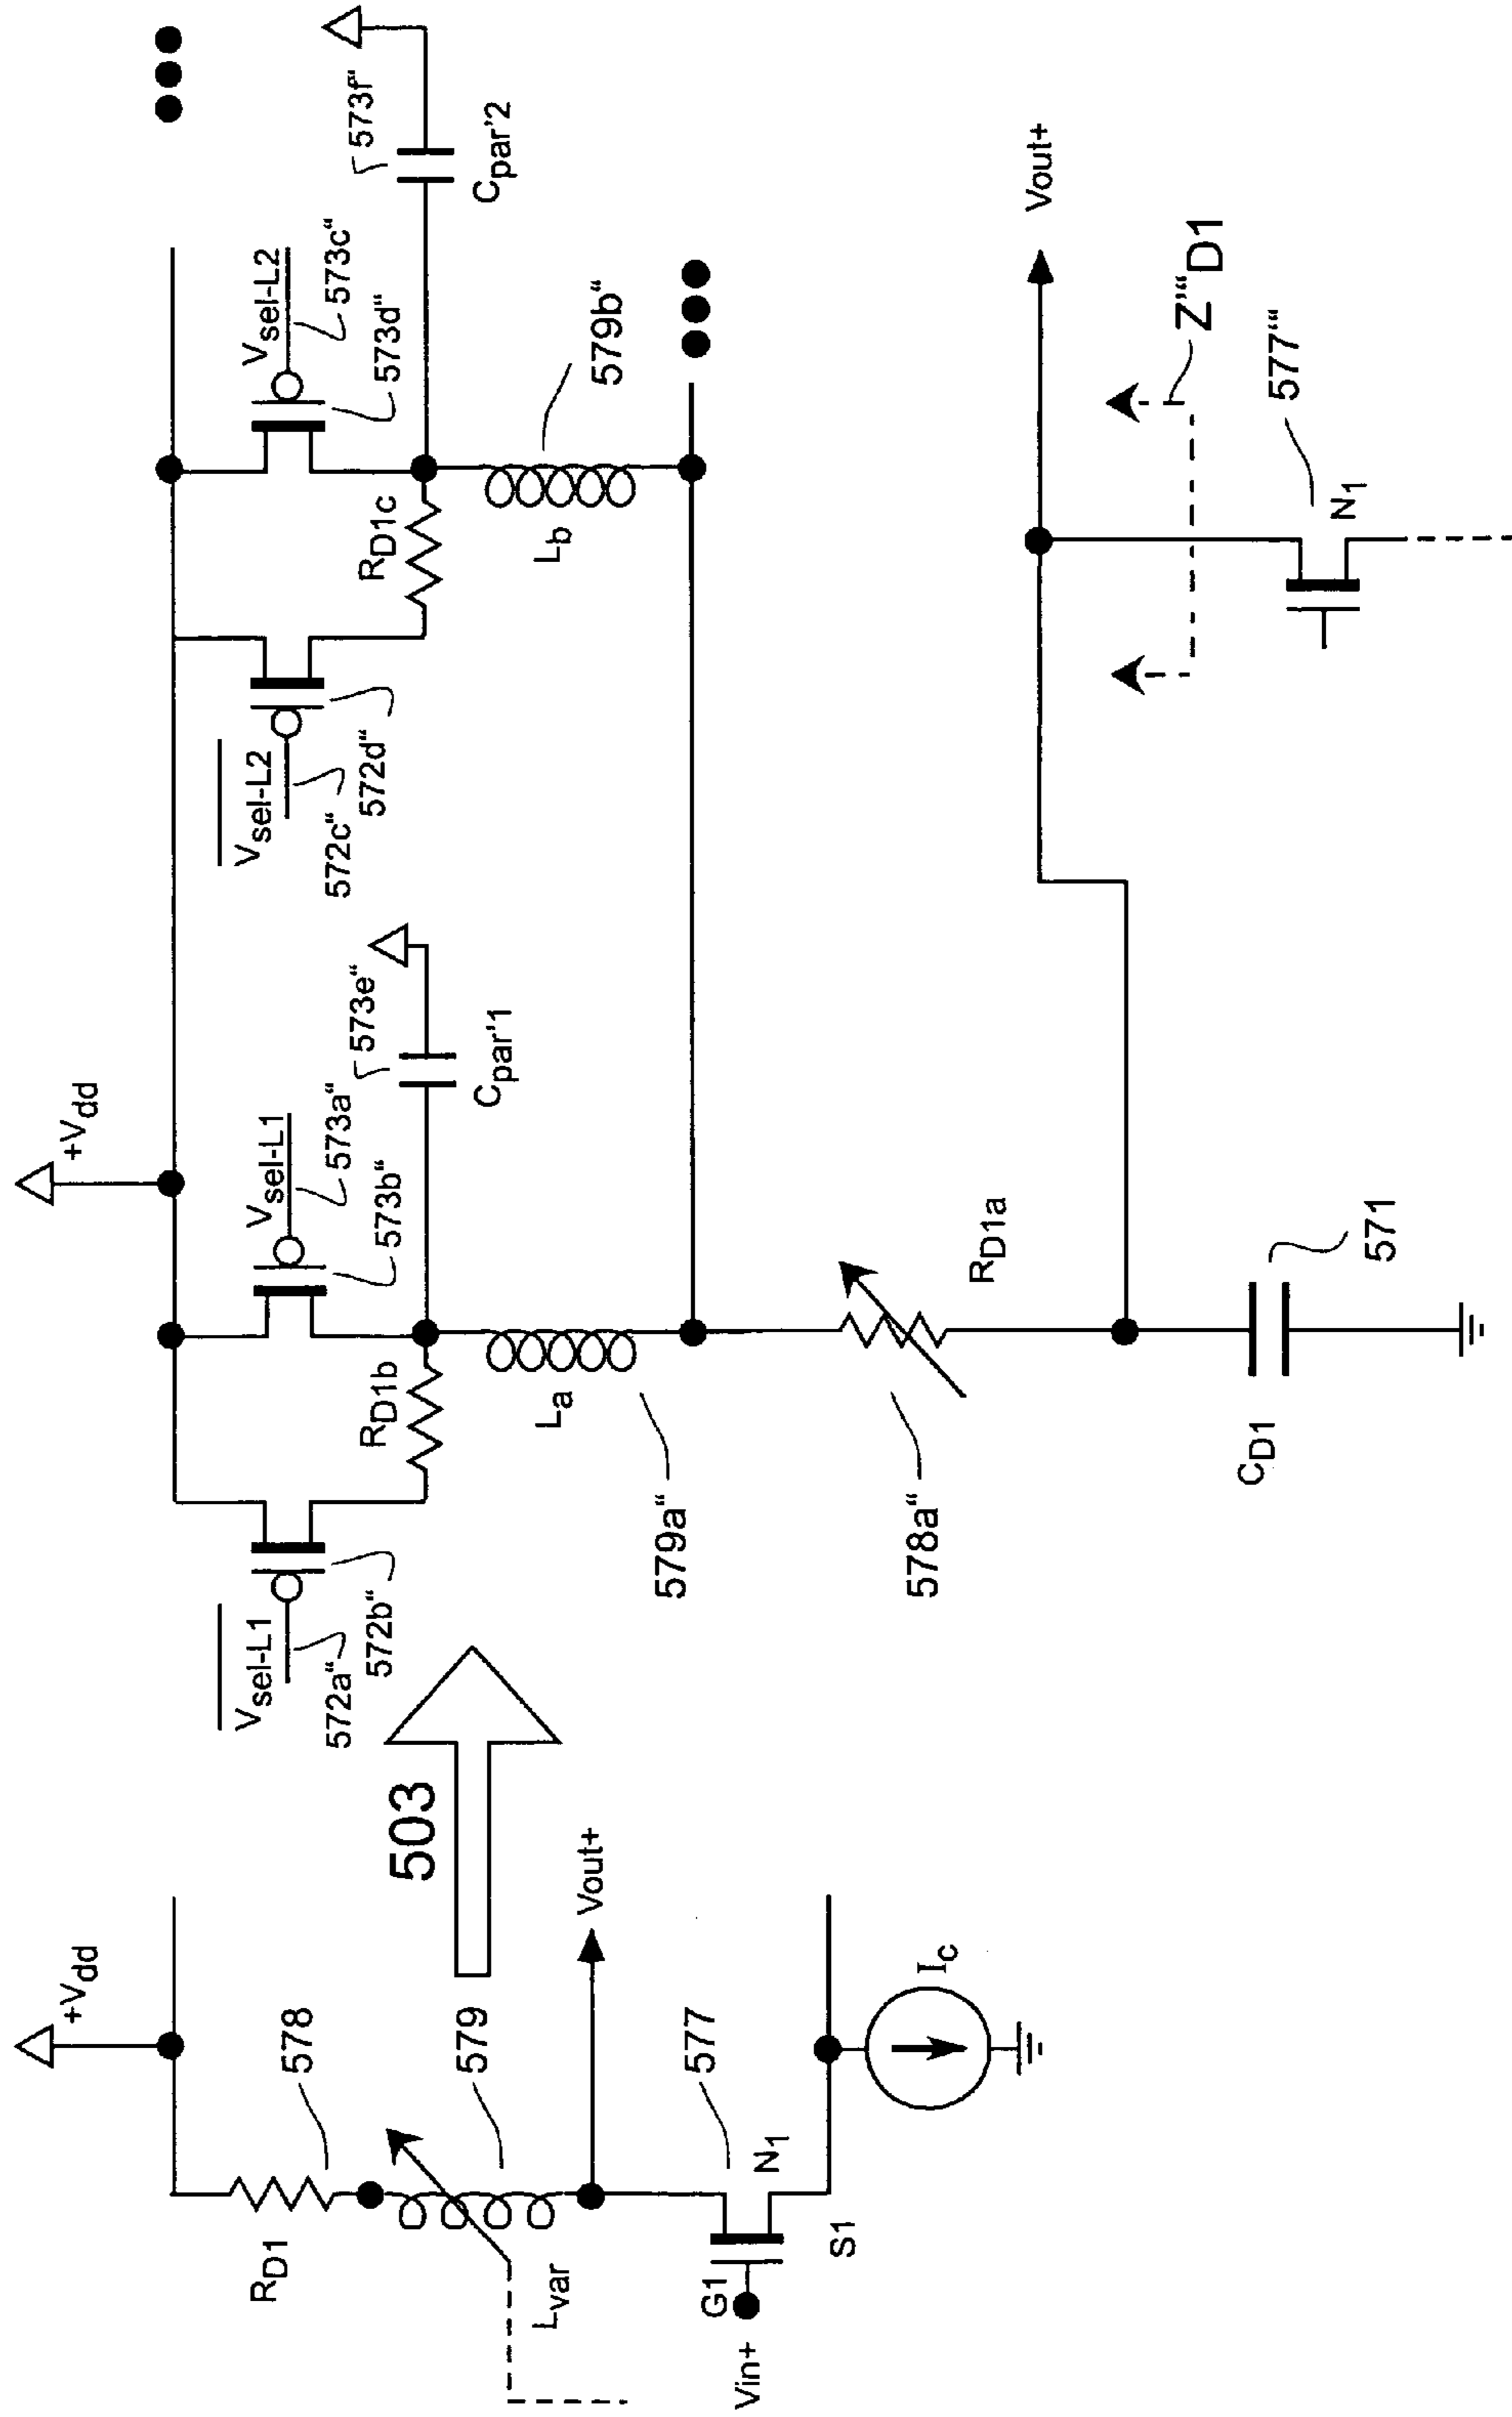 +Vdd
RD1
578
Lvar
579
Vout+
G1
Vin+
577
N1
S1
Ic
503
+Vdd
Vsel-L1
572a“
572b“
Vsel-L1
573a“
573b“
RD1b
573e“
Cpar'1
La
579a“
Vsel-L2
572c“
572d“
Vsel-L2
573c“
573d“
RD1c
573f“
Cpar'2
Lb
579b“
578a“
RD1a
CD1
571
Vout+
Z'“D1
577'“
N1